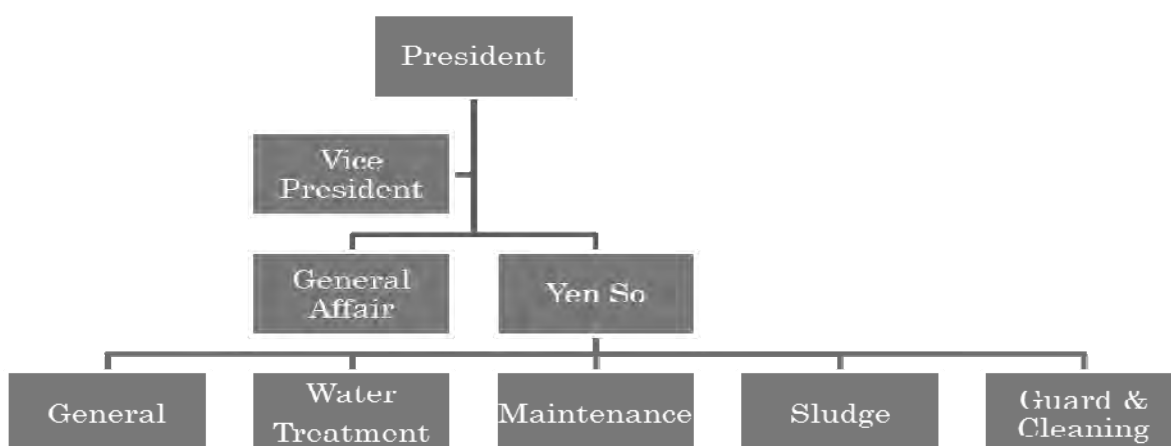 President
Vice
President
General
Affair
Yen So
General
Water
Treatment
Maintenance
Sludge
Guard &
Cleaning